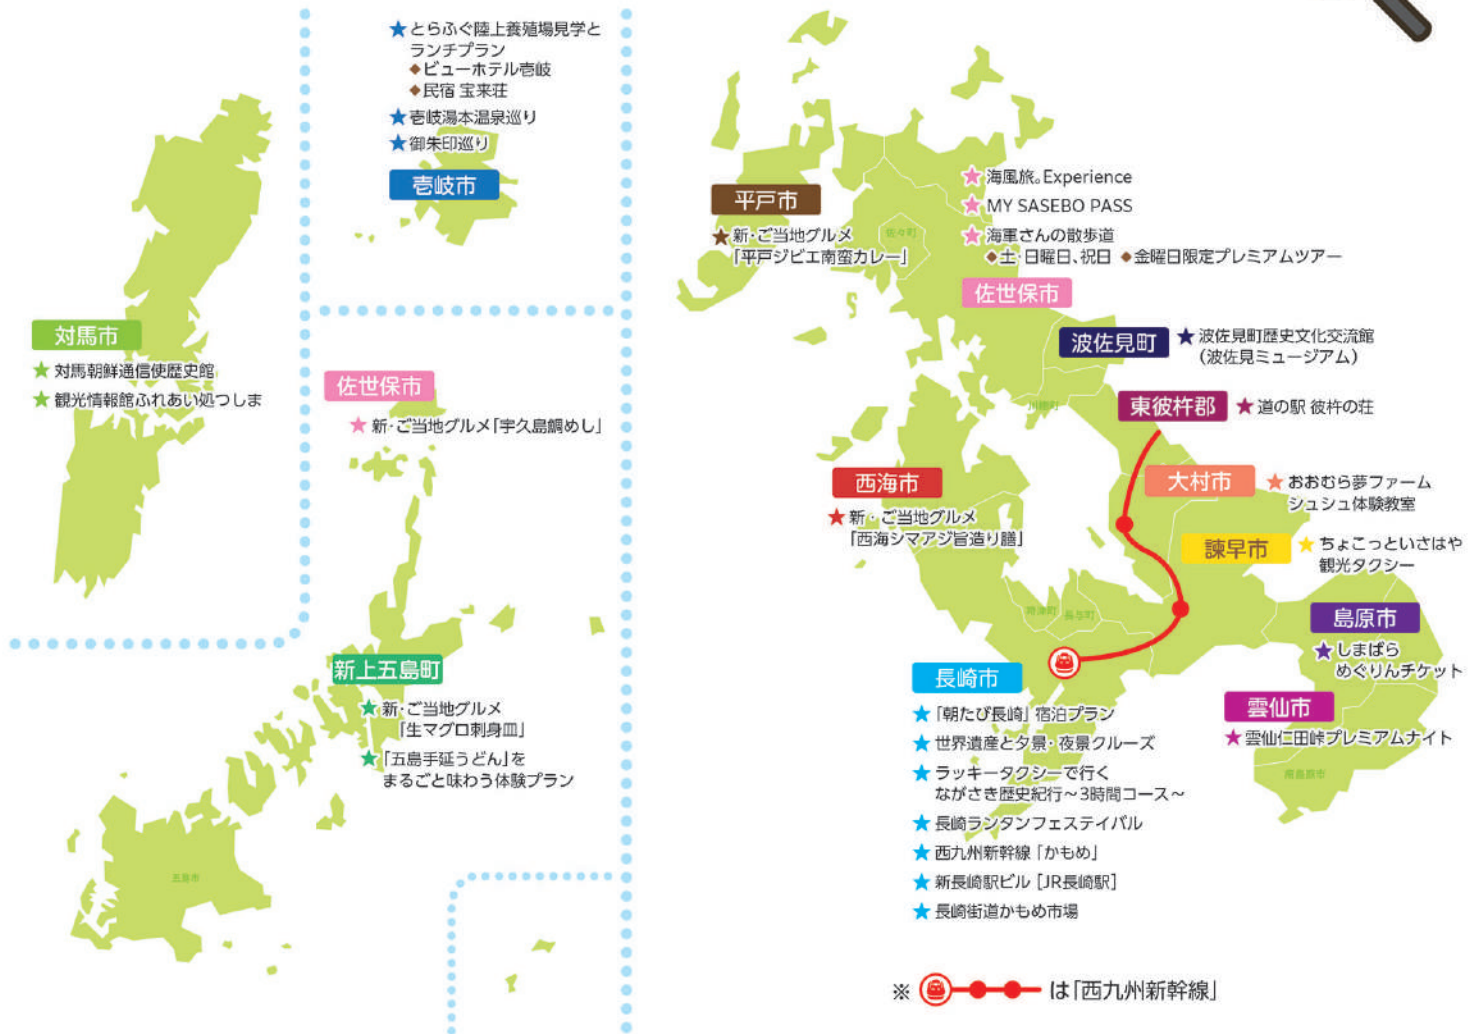 ★とらふぐ陸上養殖場見学と
ランチプラン
◆ビューホテル壱岐
◆民宿 宝来荘
★壱岐湯本温泉巡り
★御朱印巡り
壱岐市
対馬市
★対馬朝鮮通信使歴史館
★観光情報館ふれあい処つしま
佐世保市
★新・ご当地グルメ「宇久島鯛めし」
新上五島町
★新・ご当地グルメ
「生マグロ刺身皿」
★「五島手延うどん」を
まるごと味わう体験プラン
五島市
平戸市
★新・ご当地グルメ
「平戸ジビエ南蛮カレー」
佐々町
★海風旅。Experience
★MY SASEBO PASS
★海軍さんの散歩道
◆土・日曜日、祝日 ◆金曜日限定プレミアムツアー
佐世保市
波佐見町
★波佐見町歴史文化交流館
(波佐見ミュージアム)
川棚町
東彼杵郡
★道の駅 彼杵の荘
西海市
★新・ご当地グルメ
「西海シマアジ旨造り膳」
大村市
★おおむら夢ファーム
シュシュ体験教室
諫早市
★ちょこっといさはや
観光タクシー
時津町
長与町
島原市
★しまばら
めぐりんチケット
雲仙市
★雲仙仁田峠プレミアムナイト
南島原市
長崎市
★「朝たび長崎」宿泊プラン
★世界遺産と夕景・夜景クルーズ
★ラッキータクシーで行く
ながさき歴史紀行～3時間コース～
★長崎ランタンフェスティバル
★西九州新幹線「かもめ」
★新長崎駅ビル [JR長崎駅]
★長崎街道かもめ市場
※ は「西九州新幹線」